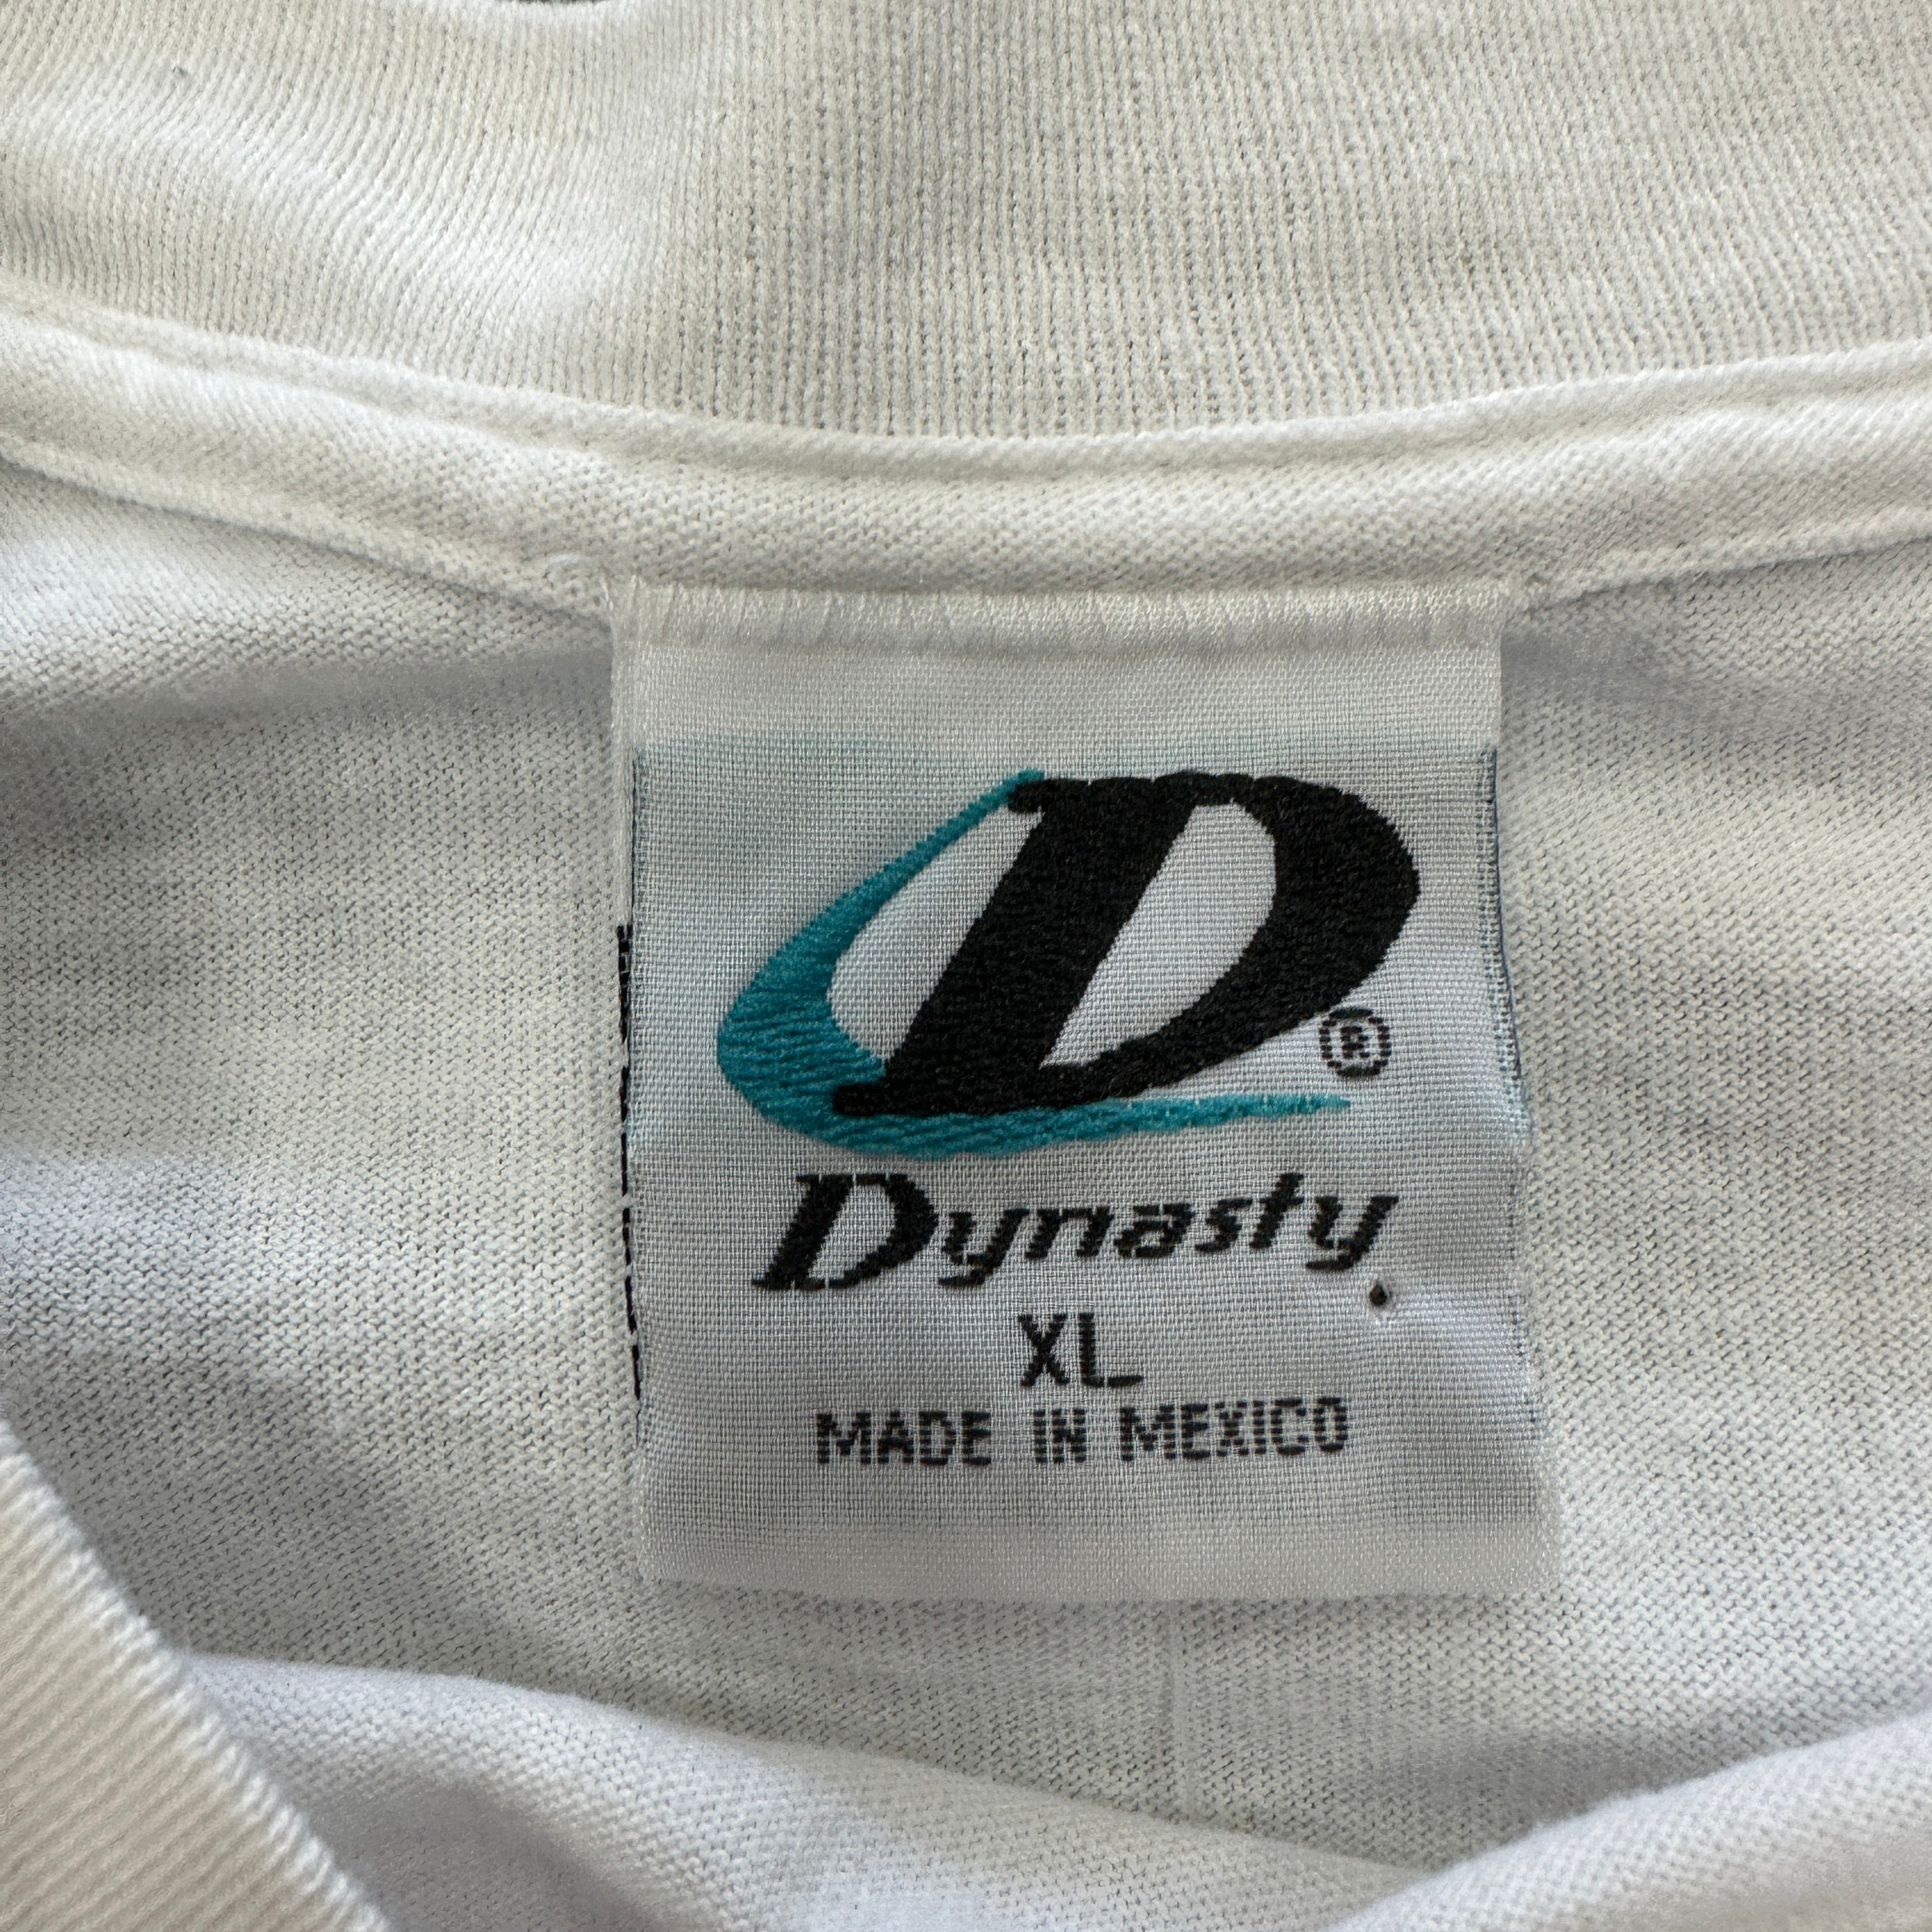 D®
Dynasty
XL
MADE IN MEXICO